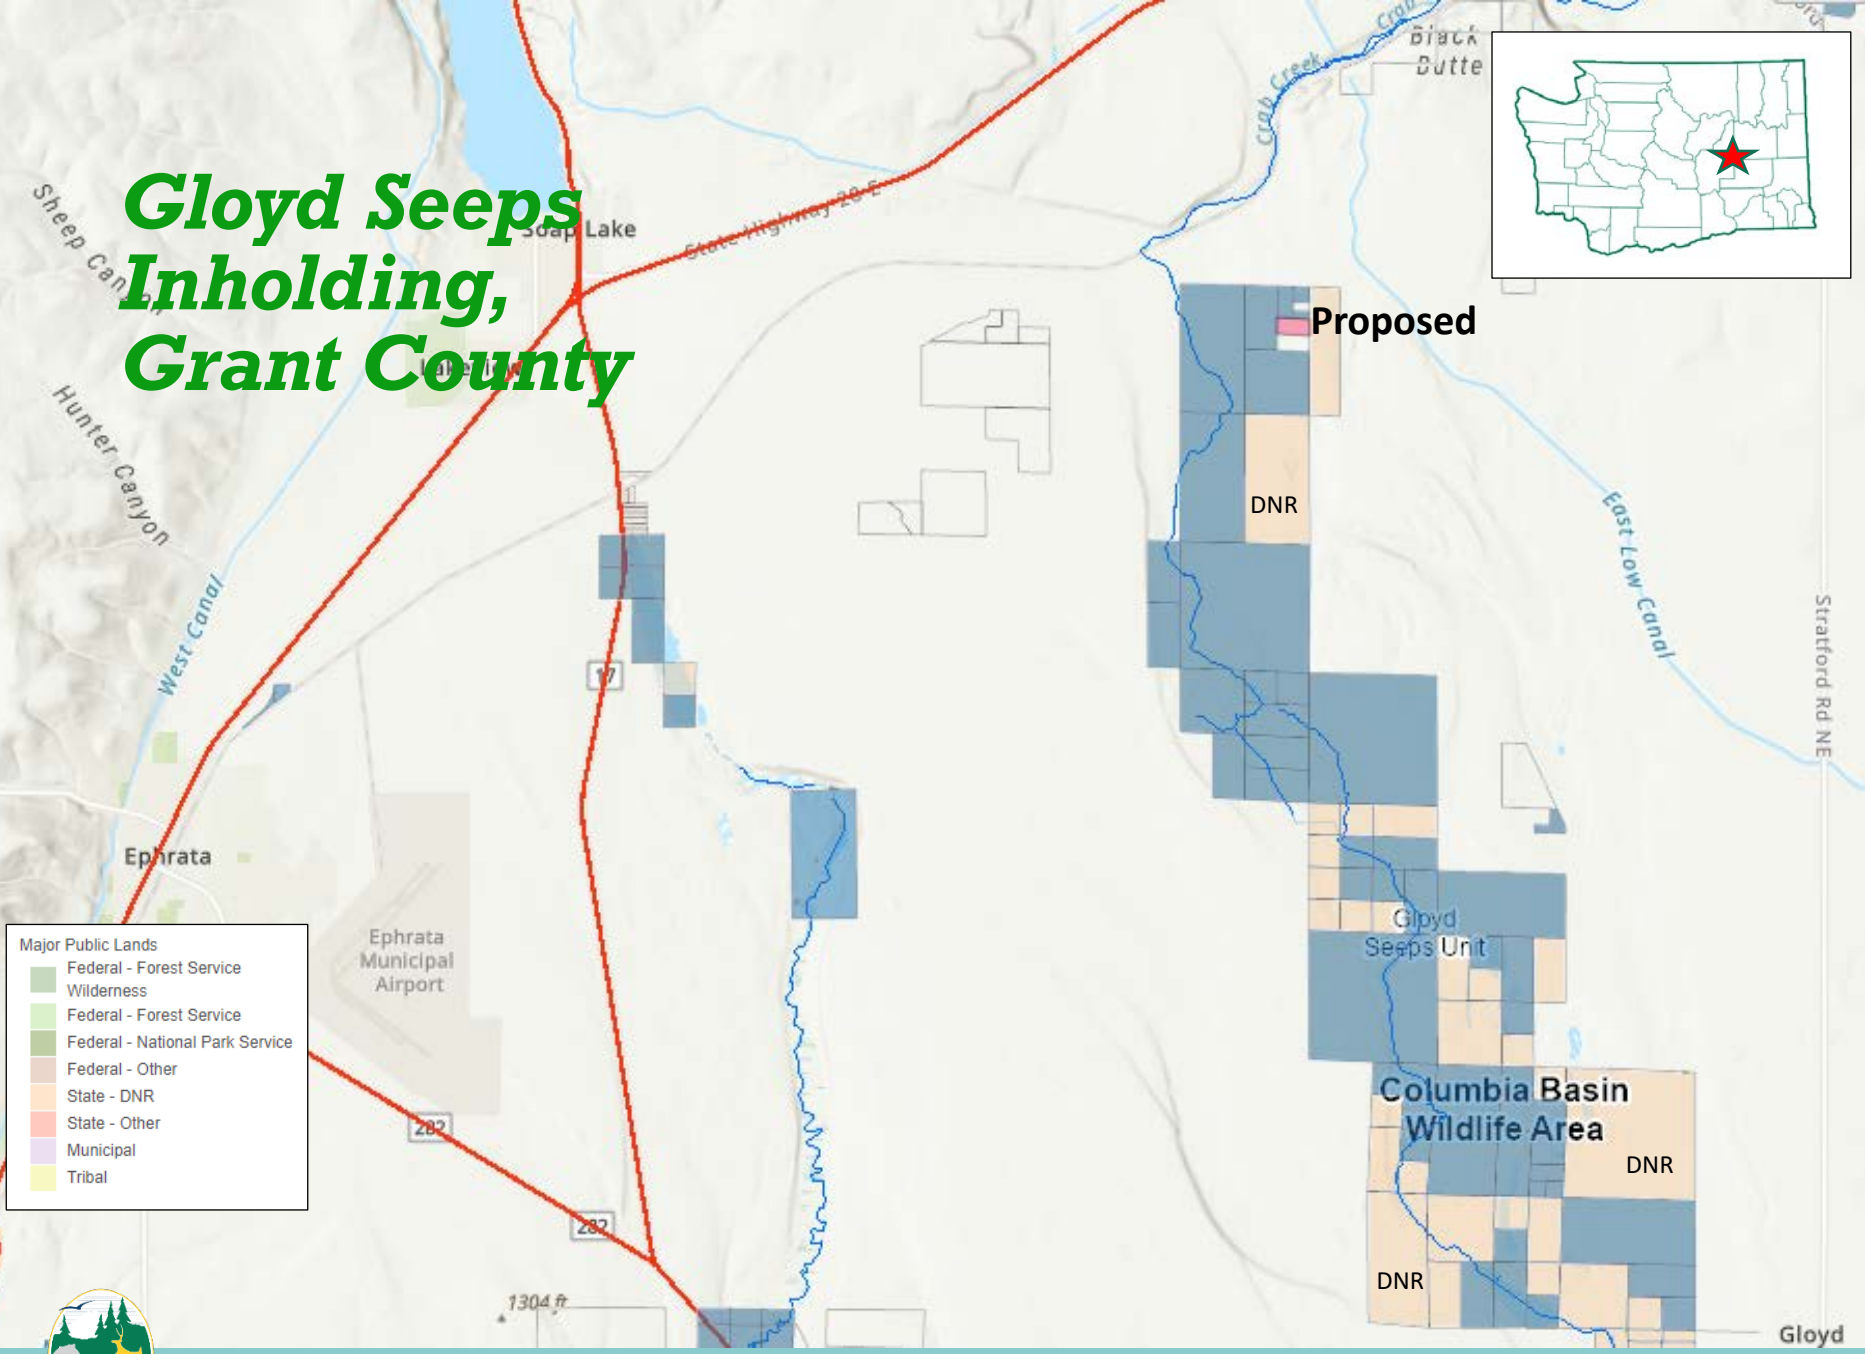 Gloyd Seeps
Inholding,
Grant County
Crab
Black
Butte
Crab Creek
Sheep Canyon
Soap Lake
State Highway 28 E
Proposed
Lakeview
Hunter Canyon
DNR
East Low Canal
West Canal
17
Stratford Rd NE
Ephrata
Gloyd
Seeps Unit
Ephrata
Municipal
Airport
Major Public Lands
Federal - Forest Service
Wilderness
Federal - Forest Service
Federal - National Park Service
Federal - Other
State - DNR
State - Other
Municipal
Tribal
Columbia Basin
Wildlife Area
282
DNR
282
DNR
1304 ft
Gloyd